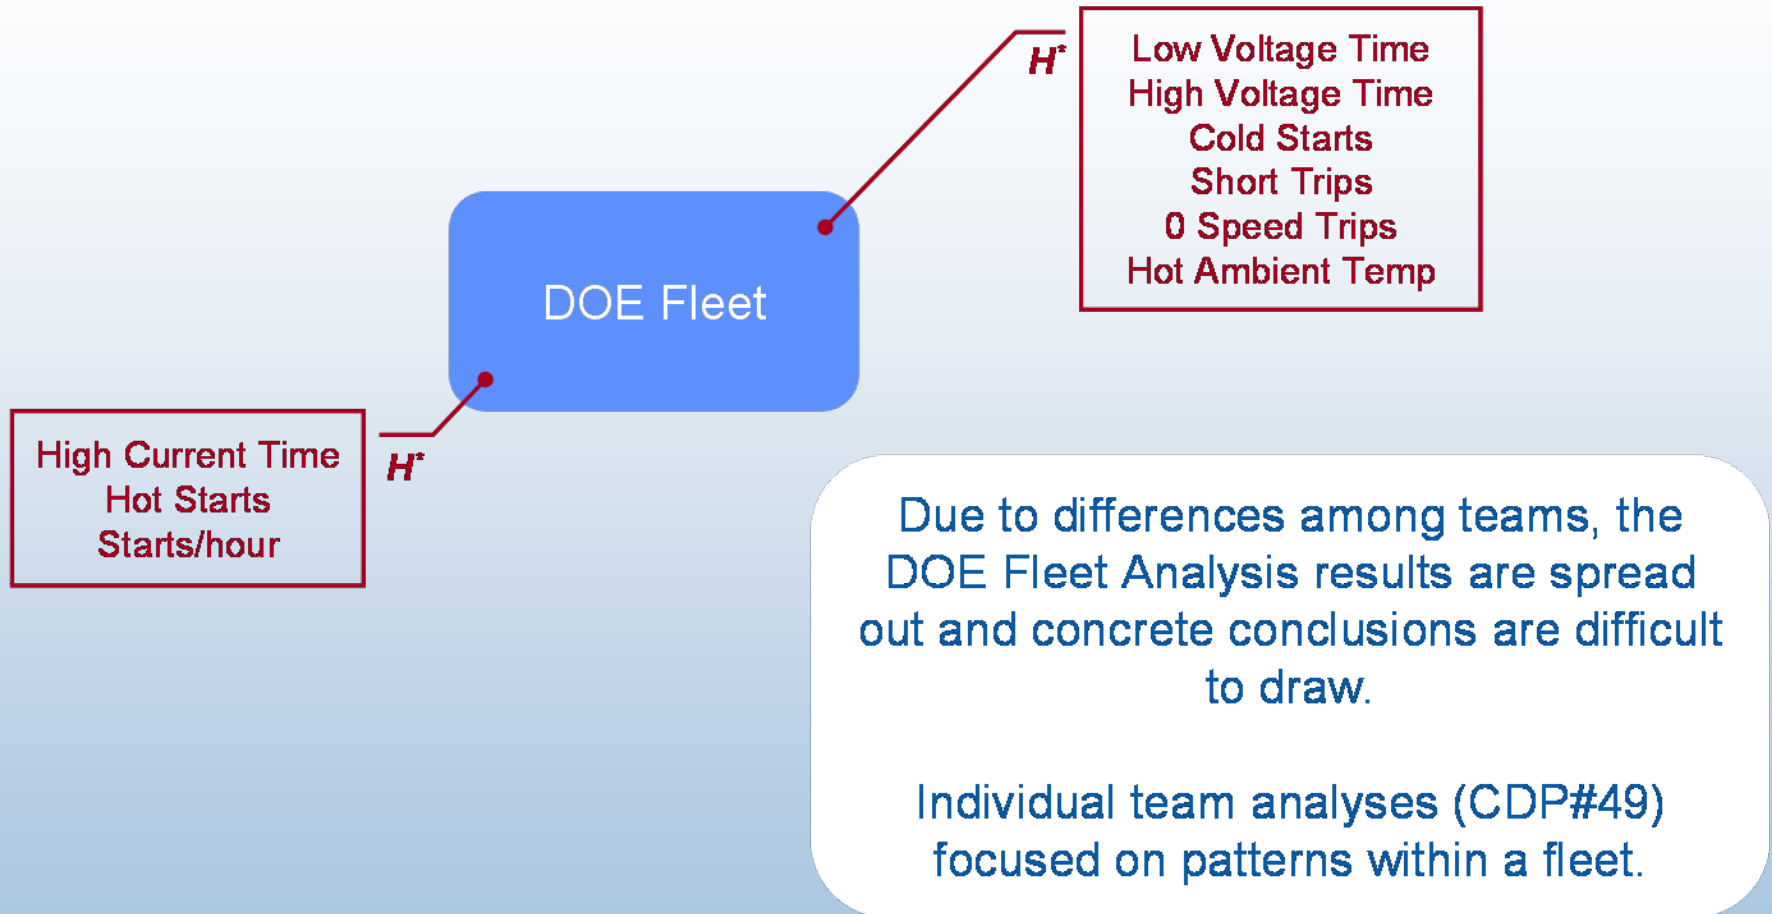 H*
Low Voltage Time
High Voltage Time
Cold Starts
Short Trips
0 Speed Trips
Hot Ambient Temp
DOE Fleet
High Current Time
Hot Starts
Starts/hour
H*
Due to differences among teams, the
DOE Fleet Analysis results are spread
out and concrete conclusions are difficult
to draw.
Individual team analyses (CDP#49)
focused on patterns within a fleet.